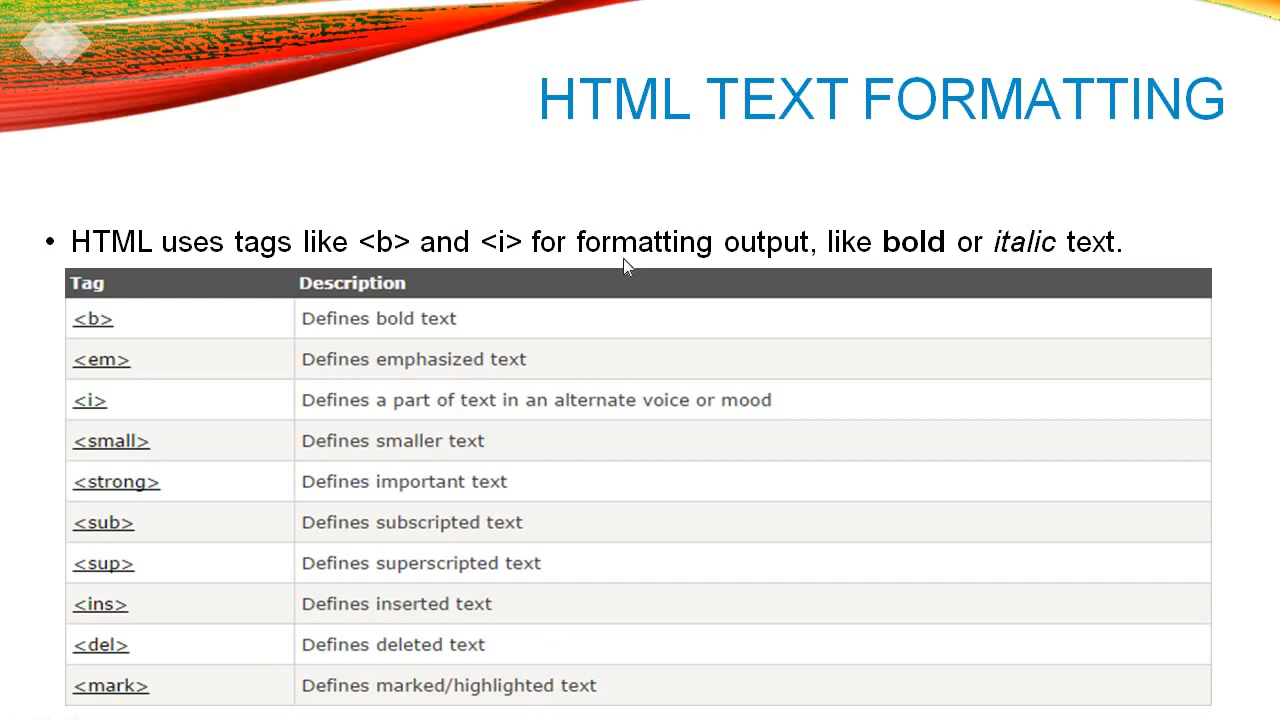 HTML TEXT FORMATTING
• HTML uses tags like <b> and <i> for formatting output, like bold or italic text.
Tag Description
<b> Defines bold text
<em> Defines emphasized text
<i> Defines a part of text in an alternate voice or mood
<small> Defines smaller text
<strong> Defines important text
<sub> Defines subscripted text
<sup> Defines superscripted text
<ins> Defines inserted text
<del> Defines deleted text
<mark> Defines marked/highlighted text